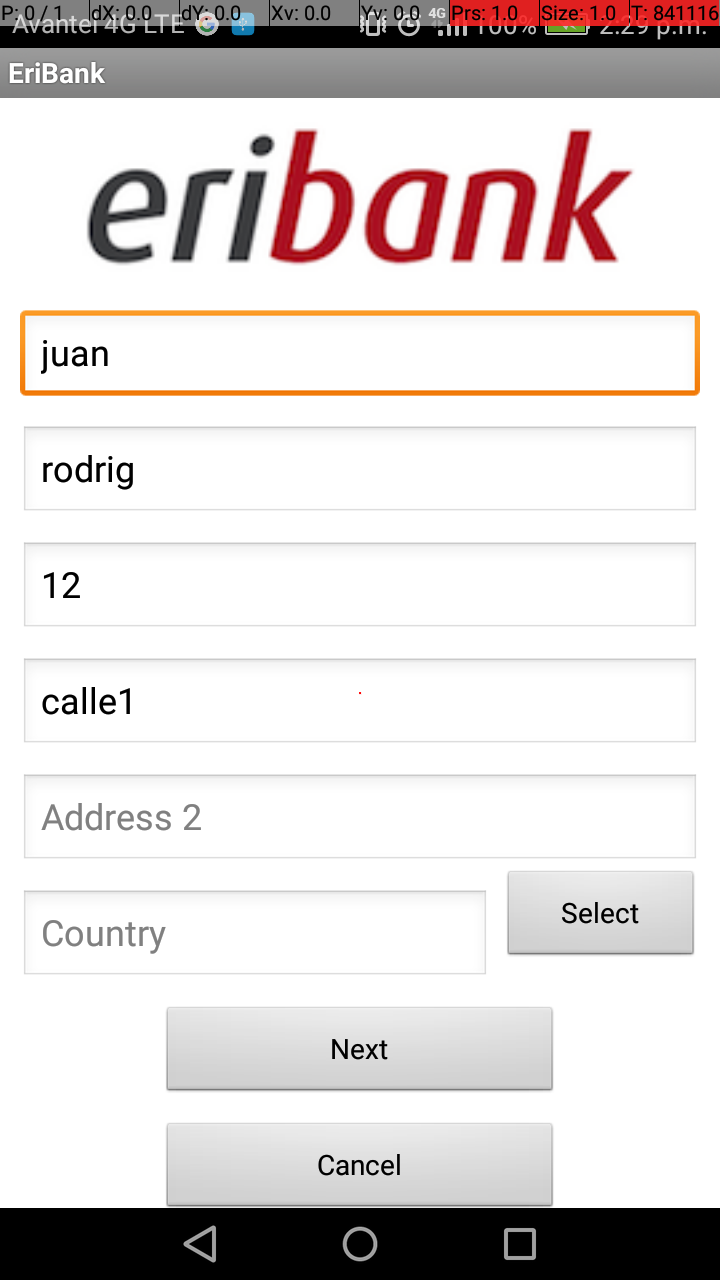 P: 0 / 1 dX: 0.0 dY: 0.0 Xv: 0.0 Yv: 0.0 Prs: 1.0 Size: 1.0 T: 841116
Avantel 4G LTE 4G 100% 2:29 p.m.
EriBank
eribank
juan
rodrig
12
calle1
Address 2
Country
Select
Next
Cancel